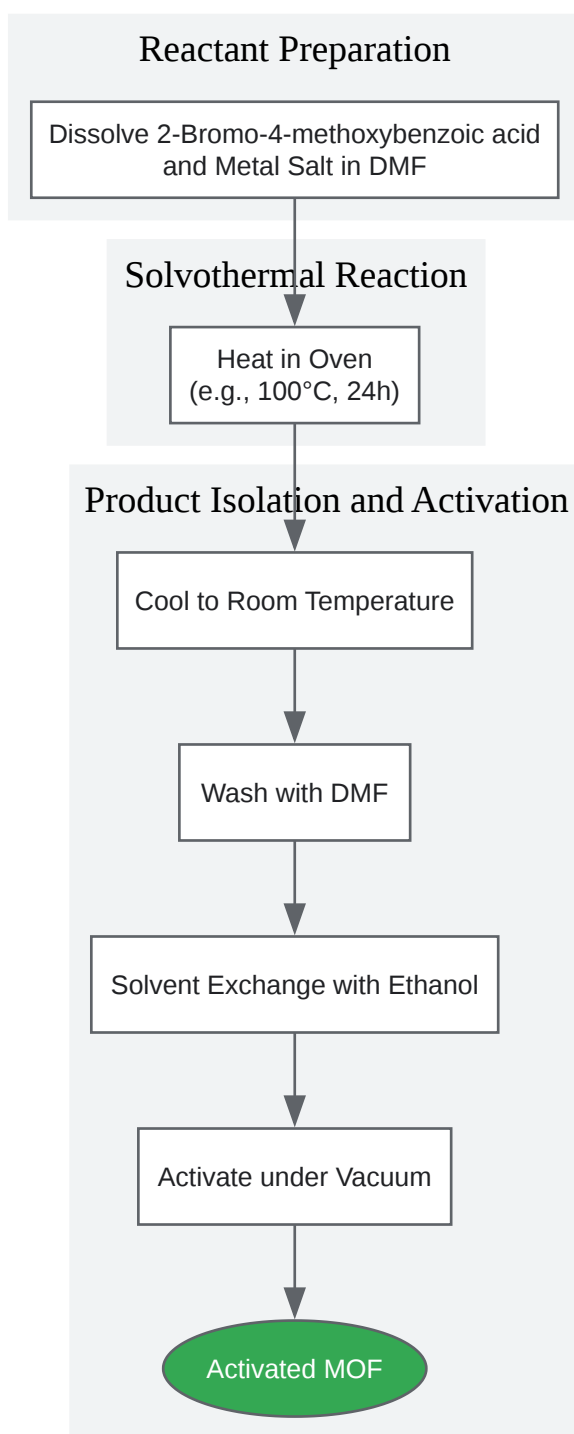 Reactant Preparation
Dissolve 2-Bromo-4-methoxybenzoic acid
and Metal Salt in DMF
Solvothermal Reaction
Heat in Oven
(e.g., 100°C, 24h)
Product Isolation and Activation
Cool to Room Temperature
Wash with DMF
Solvent Exchange with Ethanol
Activate under Vacuum
Activated MOF